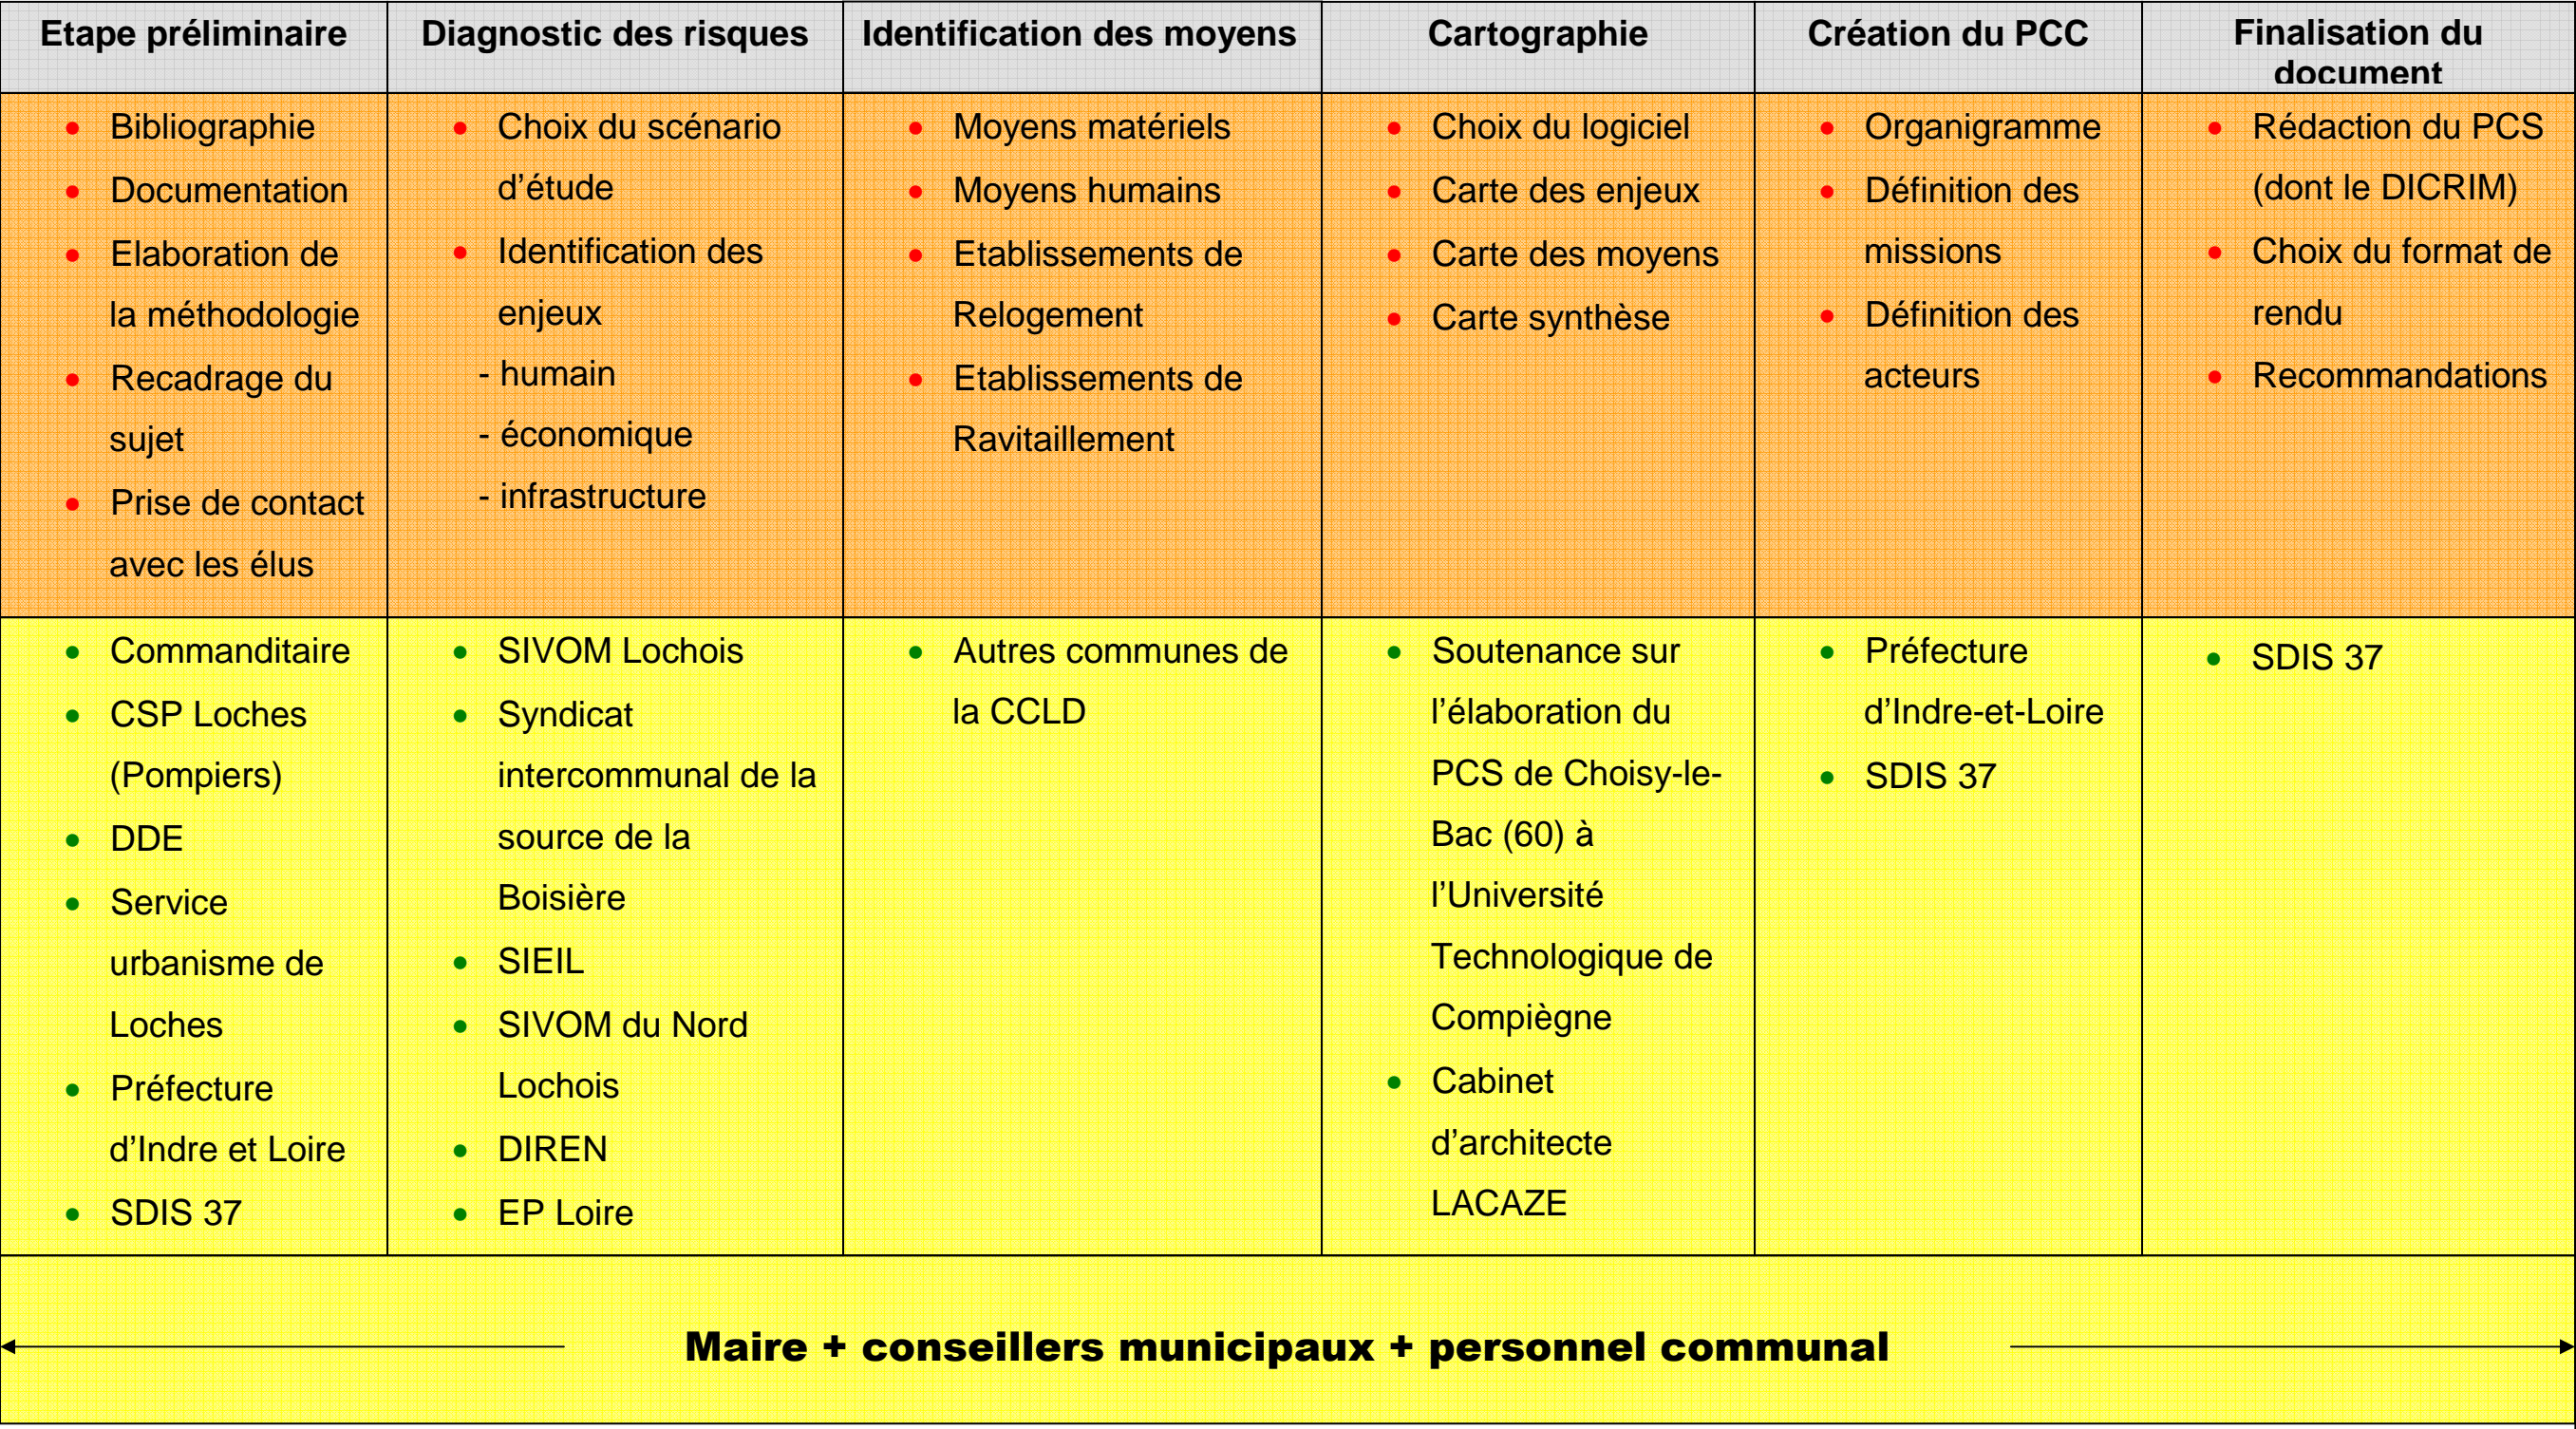 Etape préliminaire
Diagnostic des risques
Identification des moyens
Cartographie
Création du PCC
Finalisation du
document
• Bibliographie
• Documentation
• Elaboration de
la méthodologie
• Recadrage du
sujet
• Prise de contact
avec les élus
• Choix du scénario
d’étude
• Identification des
enjeux
- humain
- économique
- infrastructure
• Moyens matériels
• Moyens humains
• Etablissements de
Relogement
• Etablissements de
Ravitaillement
• Choix du logiciel
• Carte des enjeux
• Carte des moyens
• Carte synthèse
• Organigramme
• Définition des
missions
• Définition des
acteurs
• Rédaction du PCS
(dont le DICRIM)
• Choix du format de
rendu
• Recommandations
• Commanditaire
• CSP Loches
(Pompiers)
• DDE
• Service
urbanisme de
Loches
• Préfecture
d’Indre et Loire
• SDIS 37
• SIVOM Lochois
• Syndicat
intercommunal de la
source de la
Boisière
• SIEIL
• SIVOM du Nord
Lochois
• DIREN
• EP Loire
• Autres communes de
la CCLD
• Soutenance sur
l’élaboration du
PCS de Choisy-le-
Bac (60) à
l’Université
Technologique de
Compiègne
• Cabinet
d’architecte
LACAZE
• Préfecture
d’Indre-et-Loire
• SDIS 37
• SDIS 37
Maire + conseillers municipaux + personnel communal